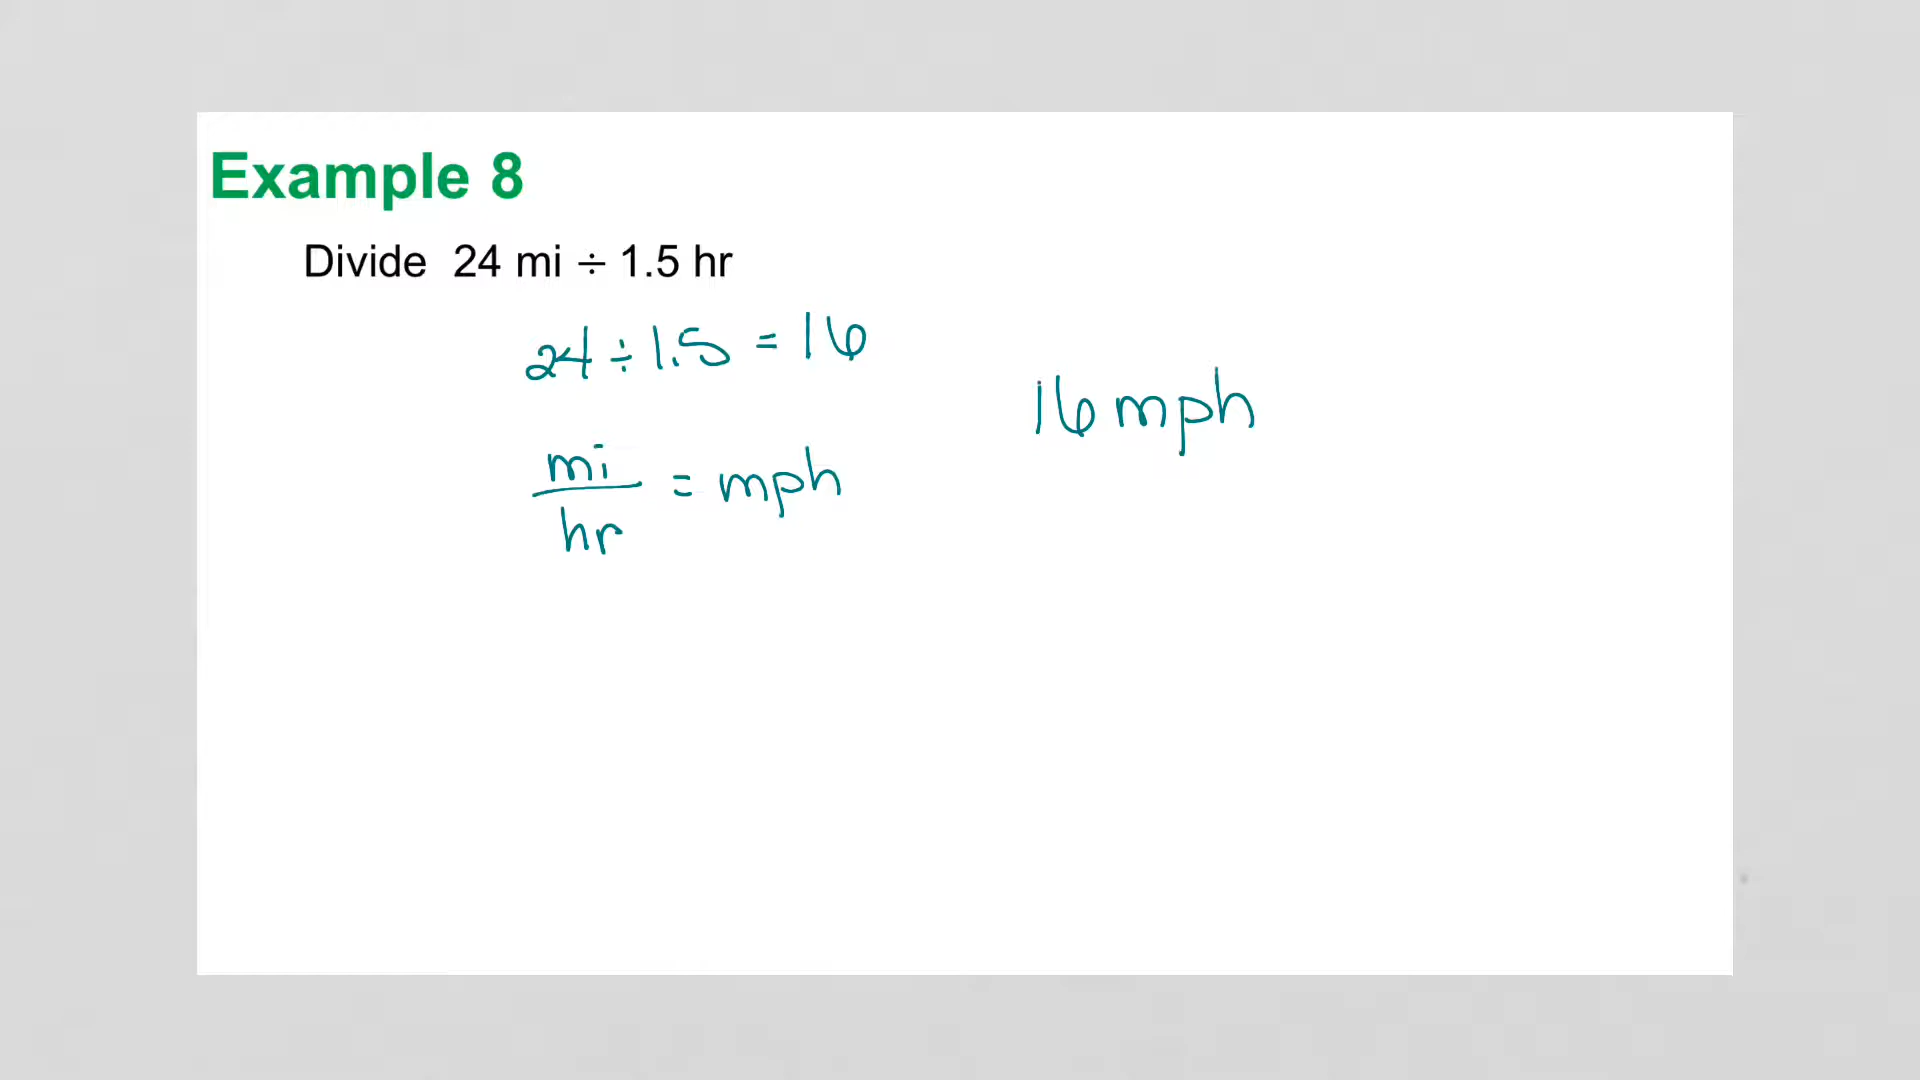 Example 8
Divide 24 mi ÷ 1.5 hr
24 ÷ 1.5 = 16
16 mph
mi
hr = mph